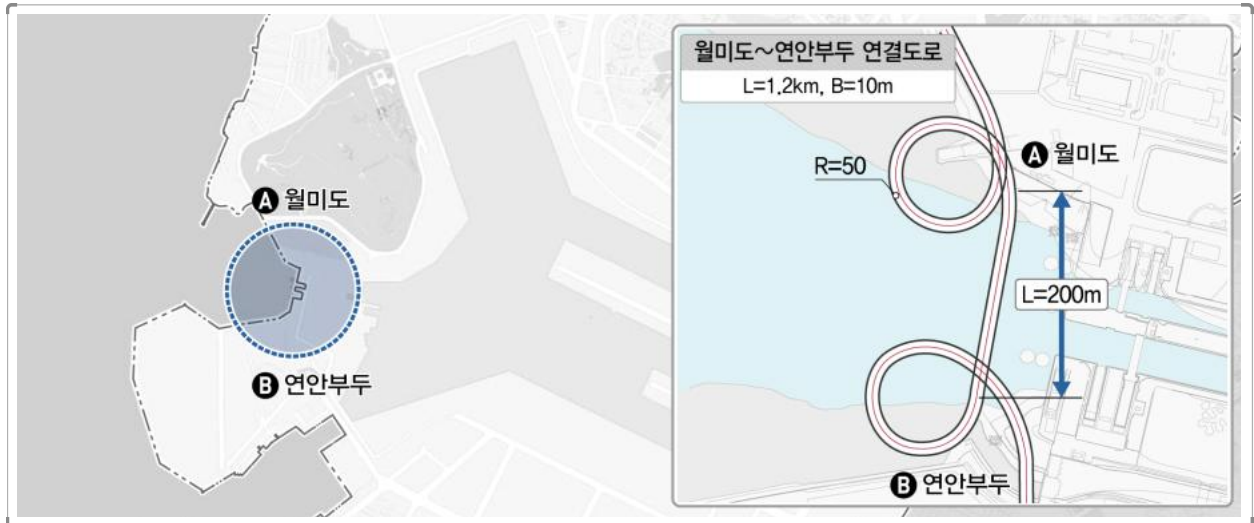 Ⓐ 월미도
Ⓑ 연안부두
월미도~연안부두 연결도로
L=1.2km, B=10m
R=50
Ⓐ 월미도
L=200m
Ⓑ 연안부두